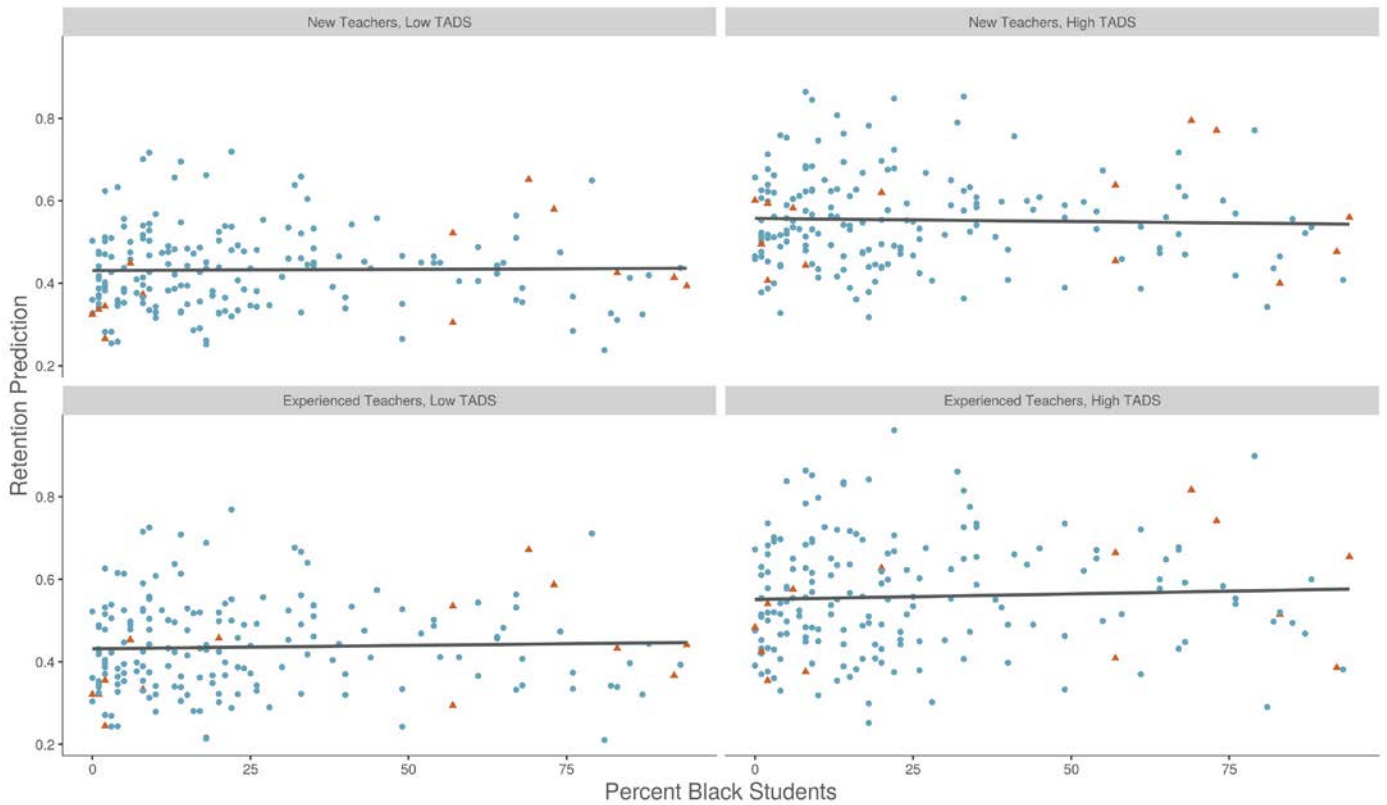 New Teachers, Low TADS
New Teachers, High TADS
0.8
0.6
0.4
0.2
Experienced Teachers, Low TADS
Experienced Teachers, High TADS
0.8
0.6
0.4
0.2
Retention Prediction
0 25 50 75
0 25 50 75
Percent Black Students